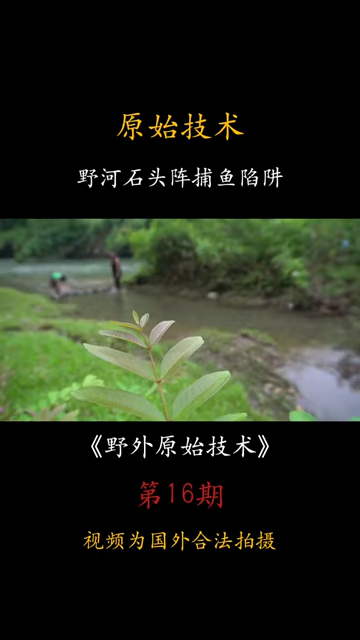 原始技术
野河石头阵捕鱼陷阱
《野外原始技术》
第16期
视频为国外合法拍摄